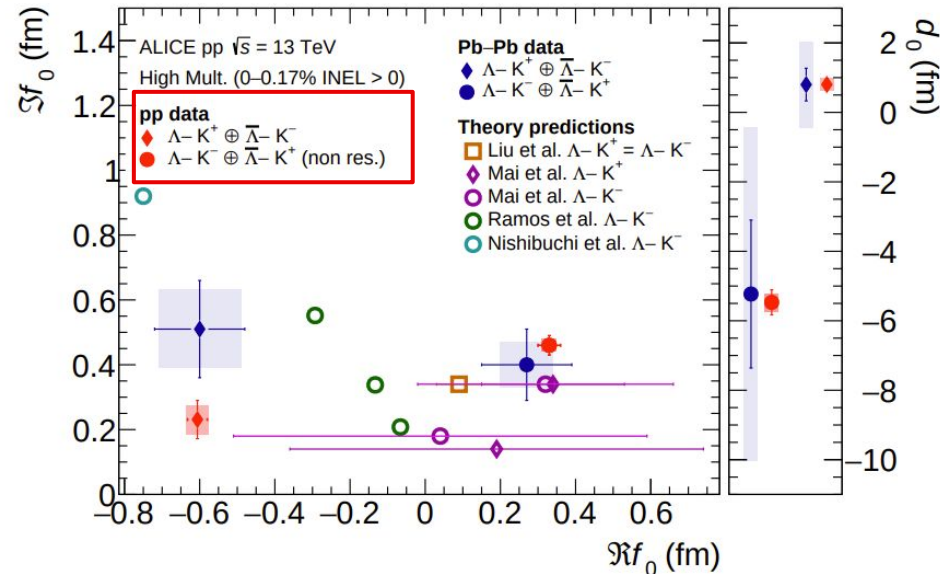 ℑf₀ (fm)
1.4
1.2
1
0.8
0.6
0.4
0.2
0
ALICE pp √s = 13 TeV
High Mult. (0–0.17% INEL > 0)
pp data
Λ– K⁺ ⊕ Λ̅– K⁻
Λ– K⁻ ⊕ Λ̅– K⁺ (non res.)
Pb–Pb data
Λ– K⁺ ⊕ Λ̅– K⁻
Λ– K⁻ ⊕ Λ̅– K⁺
Theory predictions
Liu et al. Λ– K⁺ = Λ– K⁻
Mai et al. Λ– K⁺
Mai et al. Λ– K⁻
Ramos et al. Λ– K⁻
Nishibuchi et al. Λ– K⁻
−0.8 −0.6 −0.4 −0.2 0 0.2 0.4 0.6
ℜf₀ (fm)
d₀ (fm)
2
0
−2
−4
−6
−8
−10